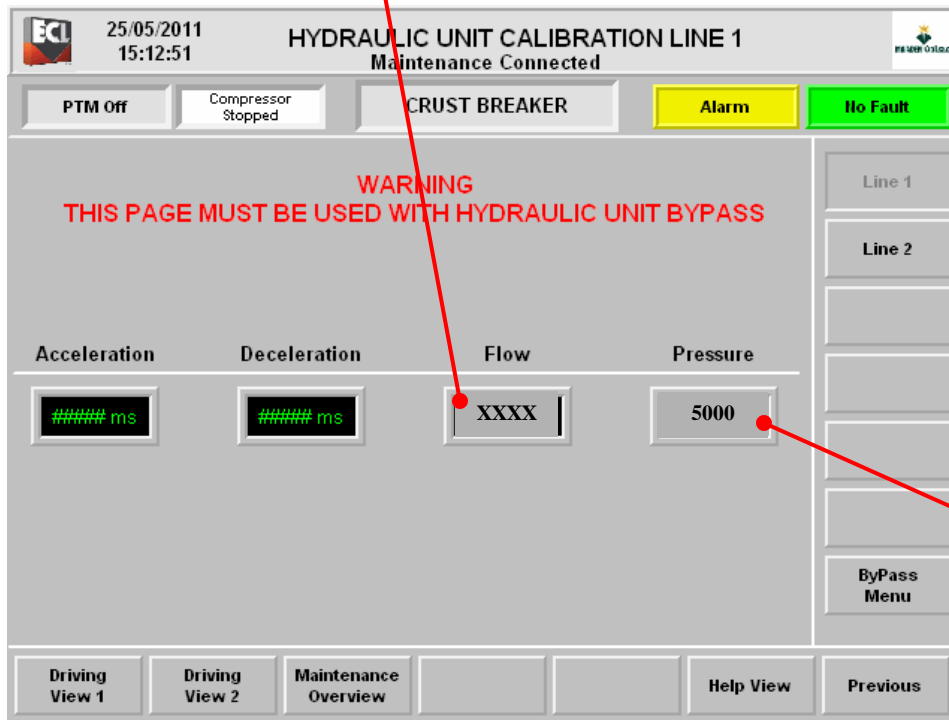 ECL
25/05/2011
15:12:51
HYDRAULIC UNIT CALIBRATION LINE 1
Maintenance Connected
PTM Off
Compressor
Stopped
CRUST BREAKER
Alarm
No Fault
WARNING
THIS PAGE MUST BE USED WITH HYDRAULIC UNIT BYPASS
Line 1
Line 2
Acceleration
Deceleration
Flow
Pressure
##### ms
##### ms
XXXX
5000
ByPass
Menu
Driving
View 1
Driving
View 2
Maintenance
Overview
Help View
Previous